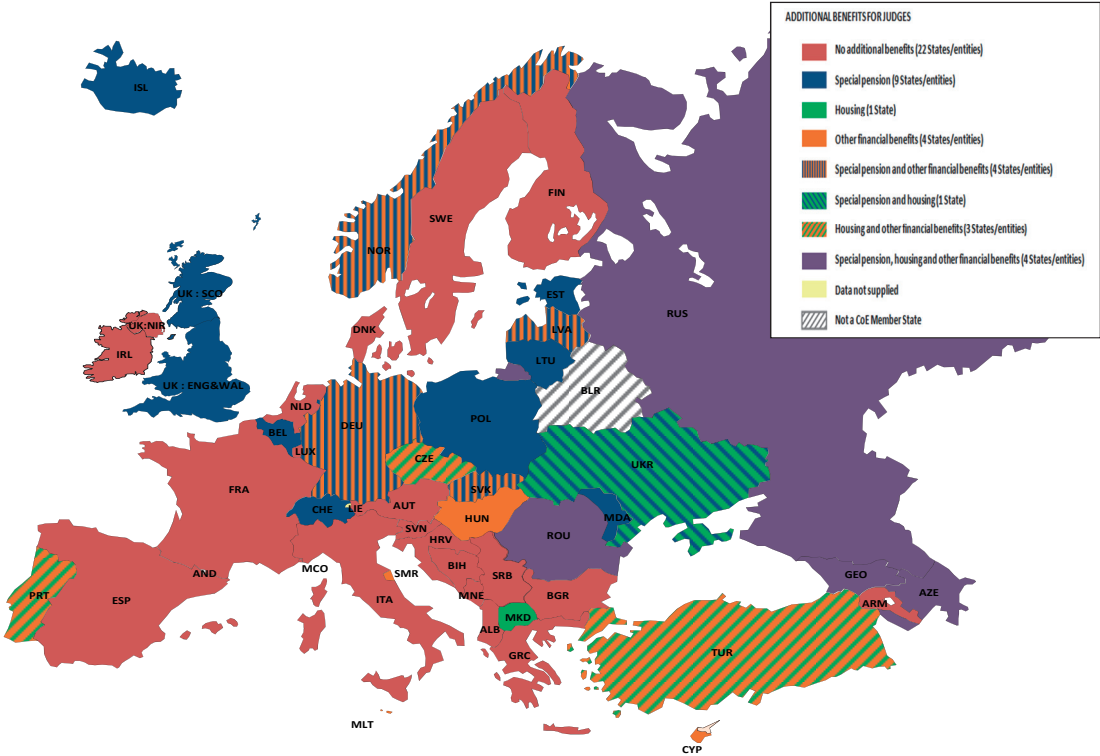 ADDITIONAL BENEFITS FOR JUDGES
No additional benefits (22 States/entities)
Special pension (9 States/entities)
Housing (1 State)
Other financial benefits (4 States/entities)
Special pension and other financial benefits (4 States/entities)
Special pension and housing (1 State)
Housing and other financial benefits (3 States/entities)
Special pension, housing and other financial benefits (4 States/entities)
Data not supplied
Not a CoE Member State
ISL
FIN
SWE
NOR
UK : SCO
EST
RUS
UK:NIR
DNK
LVA
IRL
LTU
UK : ENG&WAL
BLR
NLD
POL
DEU
BEL
LUX
CZE
UKR
FRA
SVK
CHE
LIE
AUT
HUN
MDA
SVN
HRV
ROU
MCO
SMR
BIH
SRB
GEO
AND
AZE
PRT
ESP
ITA
MNE
BGR
ARM
MKD
ALB
GRC
TUR
MLT
CYP